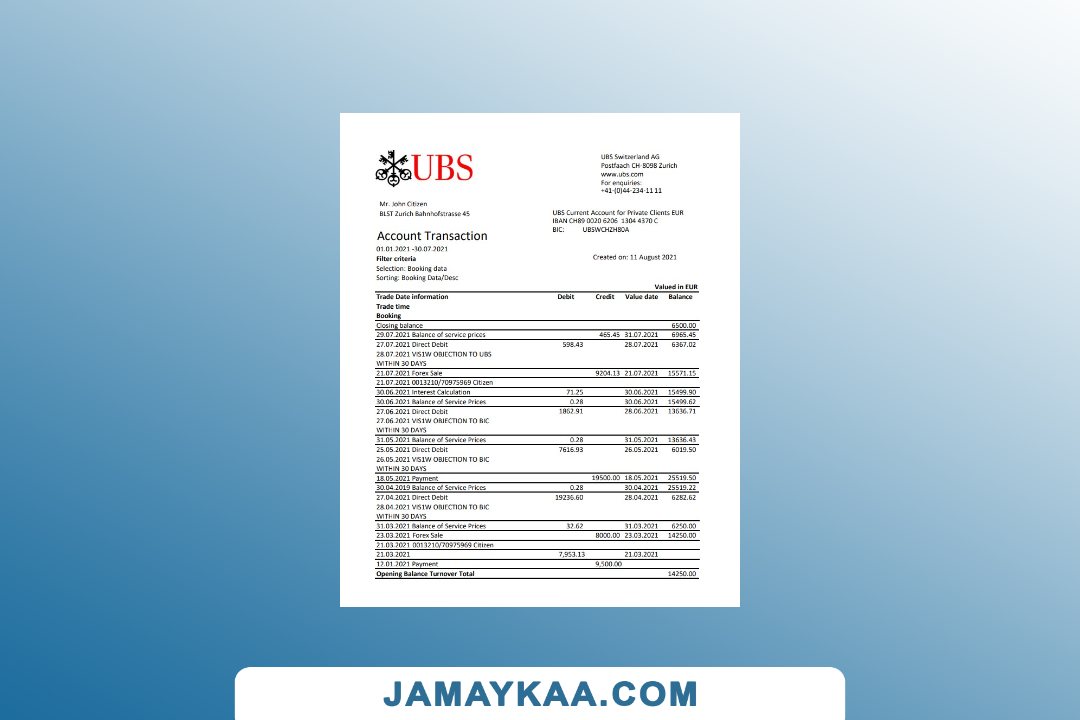 UBS
UBS Switzerland AG
Postfaach CH-8098 Zurich
www.ubs.com
For enquiries:
+41-(0)44-234-11 11
Mr. John Citizen
BLST Zurich Bahnhofstrasse 45
UBS Current Account for Private Clients EUR
IBAN CH89 0020 6206 1304 4370 C
BIC: UBSWCHZH80A
Account Transaction
01.01.2021 -30.07.2021
Filter criteria
Created on: 11 August 2021
Selection: Booking data
Sorting: Booking Data/Desc
Valued in EUR
Trade Date information Debit Credit Value date Balance
Trade time
Booking
Closing balance 6500.00
29.07.2021 Balance of service prices 465.45 31.07.2021 6965.45
27.07.2021 Direct Debit 598.43 28.07.2021 6367.02
28.07.2021 VIS1W OBJECTION TO UBS
WITHIN 30 DAYS
21.07.2021 Forex Sale 9204.13 21.07.2021 15571.15
21.07.2021 0013210/70975969 Citizen
30.06.2021 Interest Calculation 71.25 30.06.2021 15499.90
30.06.2021 Balance of Service Prices 0.28 30.06.2021 15499.62
27.06.2021 Direct Debit 1862.91 28.06.2021 13636.71
27.06.2021 VIS1W OBJECTION TO BIC
WITHIN 30 DAYS
31.05.2021 Balance of Service Prices 0.28 31.05.2021 13636.43
25.05.2021 Direct Debit 7616.93 26.05.2021 6019.50
26.05.2021 VIS1W OBJECTION TO BIC
WITHIN 30 DAYS
18.05.2021 Payment 19500.00 18.05.2021 25519.50
30.04.2019 Balance of Service Prices 0.28 30.04.2021 25519.22
27.04.2021 Direct Debit 19236.60 28.04.2021 6282.62
28.04.2021 VIS1W OBJECTION TO BIC
WITHIN 30 DAYS
31.03.2021 Balance of Service Prices 32.62 31.03.2021 6250.00
23.03.2021 Forex Sale 8000.00 23.03.2021 14250.00
21.03.2021 0013210/70975969 Citizen
21.03.2021 7,953.13 21.03.2021
12.01.2021 Payment 9,500.00
Opening Balance Turnover Total 14250.00
JAMAYKAA.COM